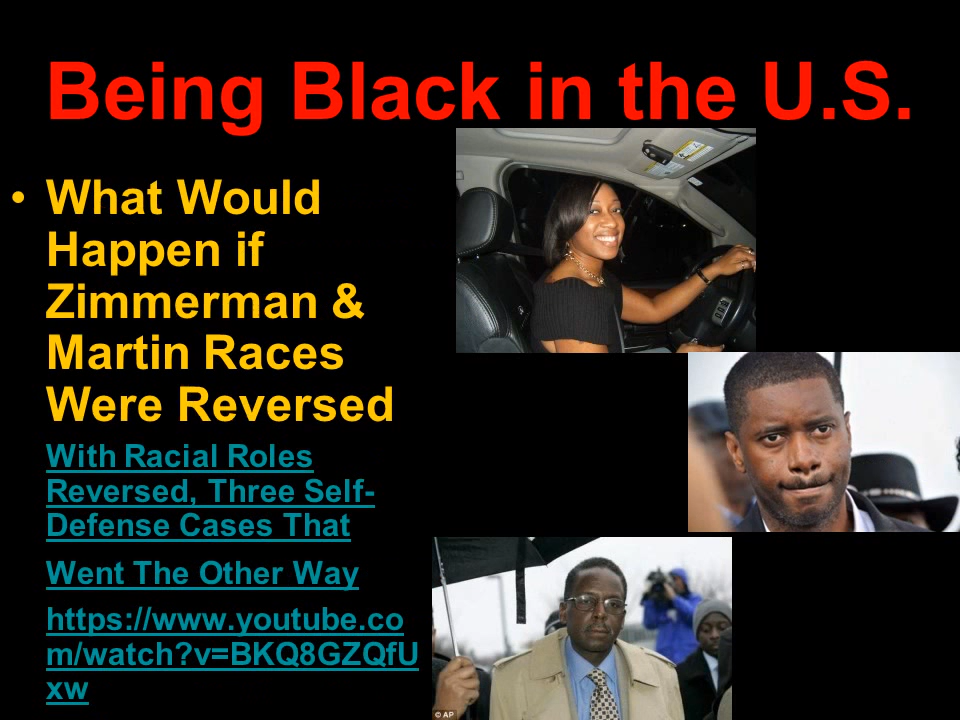 Being Black in the U.S.
• What Would
Happen if
Zimmerman &
Martin Races
Were Reversed
With Racial Roles
Reversed, Three Self-
Defense Cases That
Went The Other Way
https://www.youtube.co
m/watch?v=BKQ8GZQfU
xw
© AP